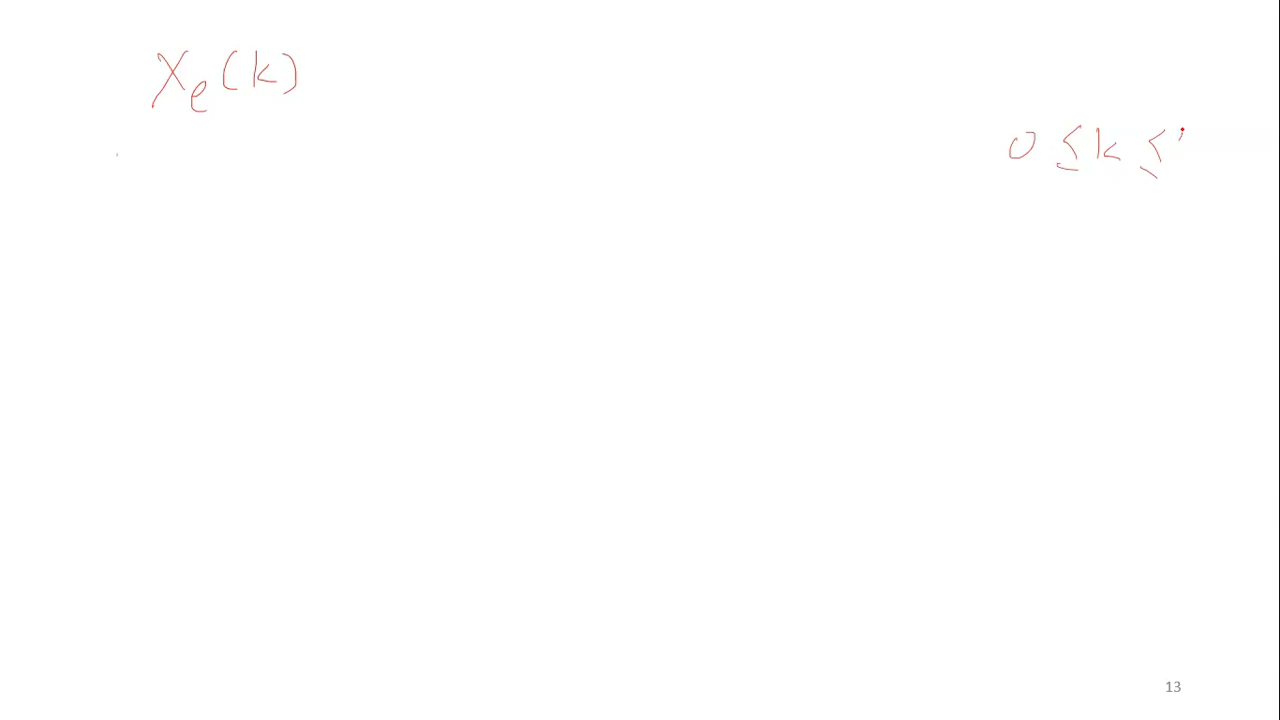 Xe(k)
0 ≤ k ≤
13